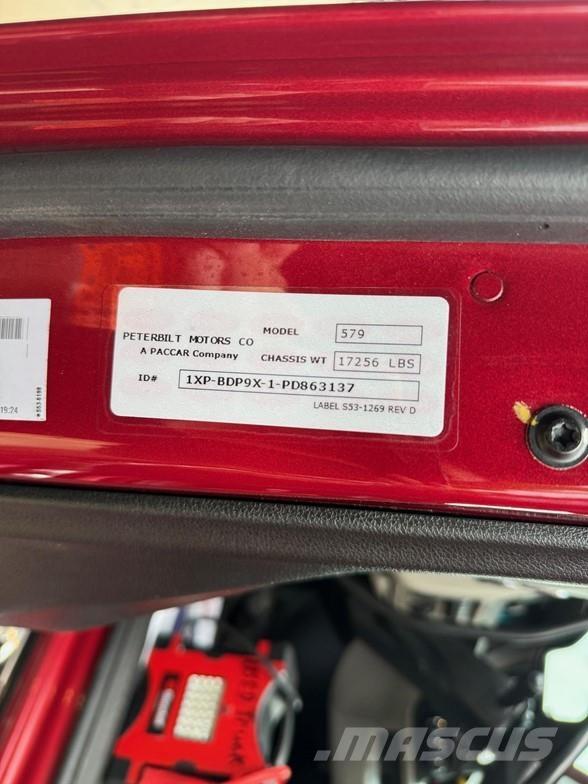 PETERBILT MOTORS CO
A PACCAR Company
MODEL 579
CHASSIS WT 17256 LBS
ID# 1XP-BDP9X-1-PD863137
LABEL S53-1269 REV D
19:24
MASCUS